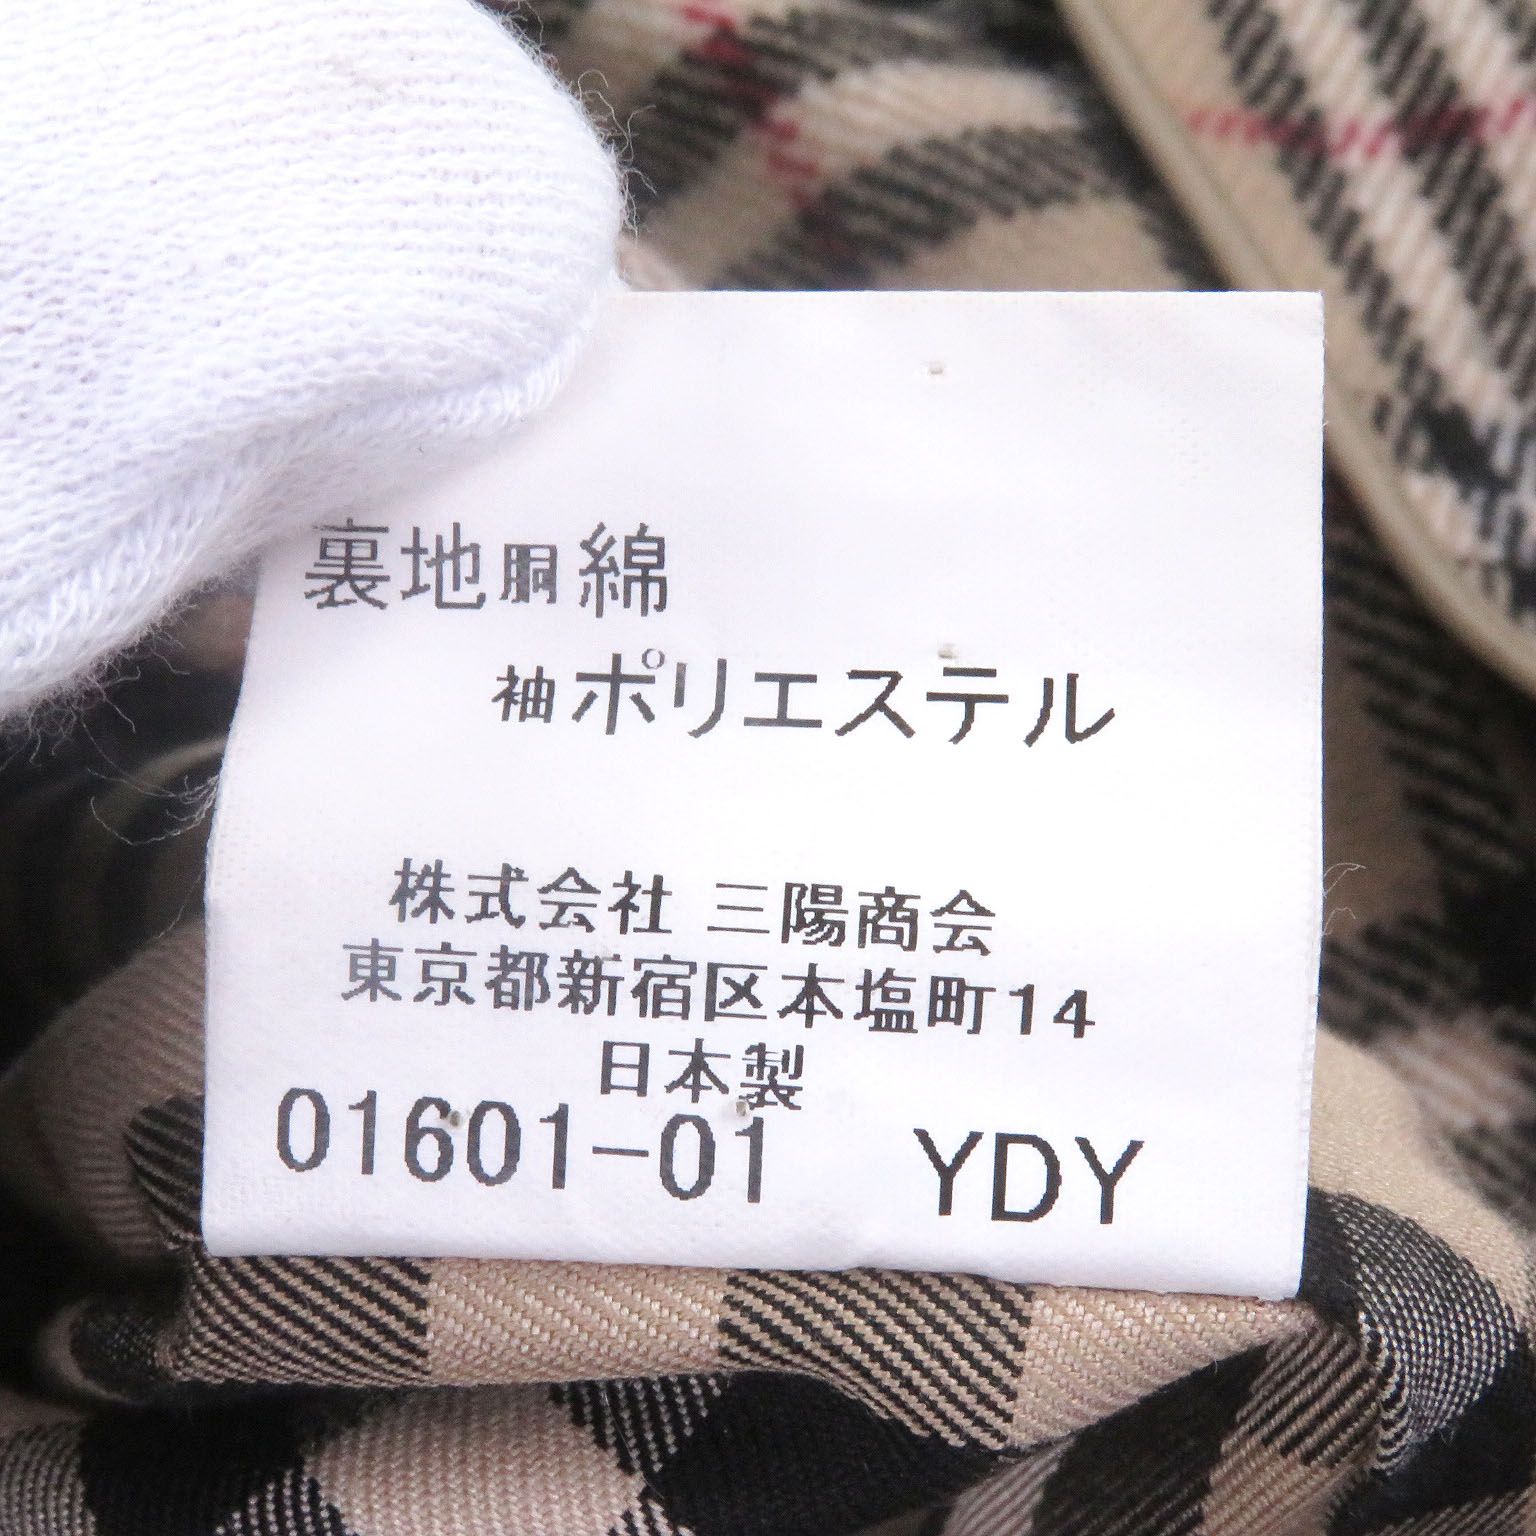 裏地胴綿
袖ポリエステル
株式会社 三陽商会
東京都新宿区本塩町14
日本製
01601-01 YDY